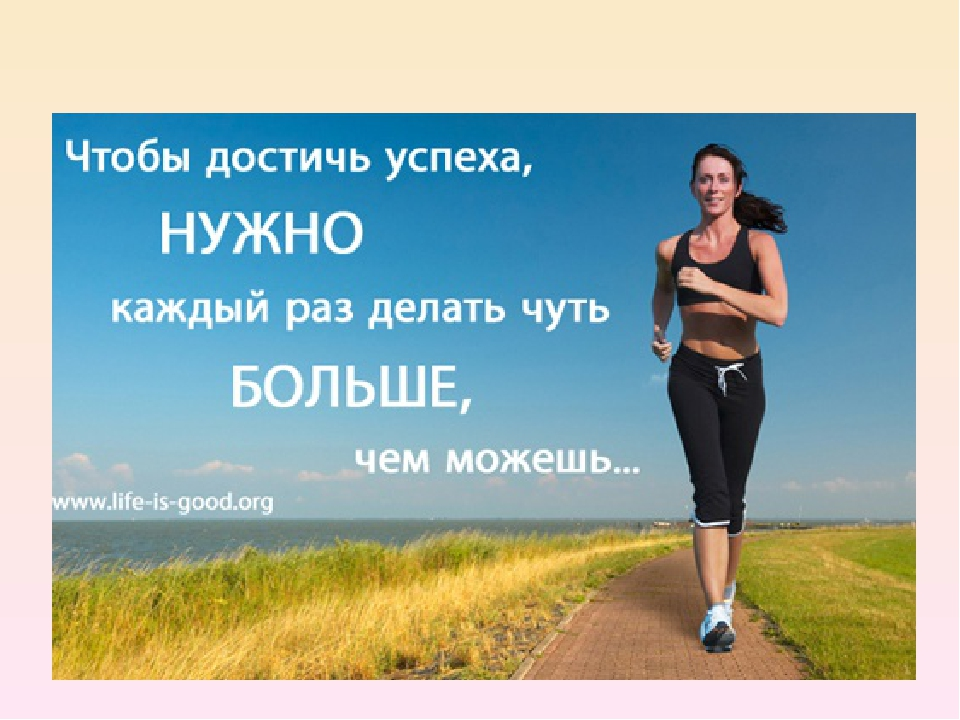 Чтобы достичь успеха,
НУЖНО
каждый раз делать чуть
БОЛЬШЕ,
чем можешь...
www.life-is-good.org